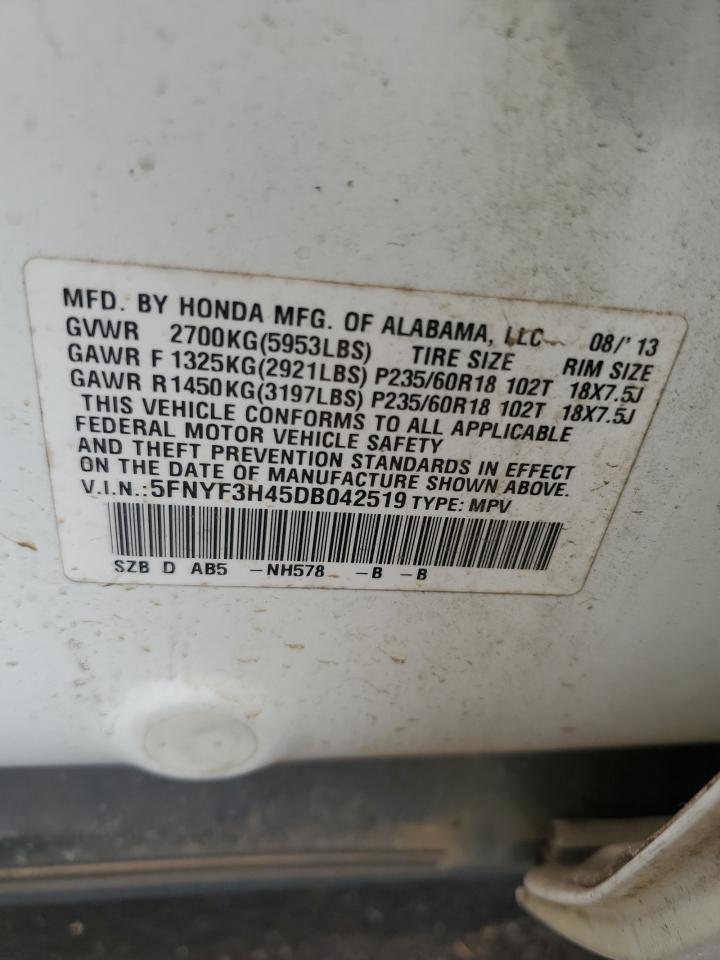 MFD. BY HONDA MFG. OF ALABAMA, LLC 08/'13
GVWR 2700KG(5953LBS) TIRE SIZE RIM SIZE
GAWR F 1325KG(2921LBS) P235/60R18 102T 18X7.5J
GAWR R 1450KG(3197LBS) P235/60R18 102T 18X7.5J
THIS VEHICLE CONFORMS TO ALL APPLICABLE
FEDERAL MOTOR VEHICLE SAFETY
AND THEFT PREVENTION STANDARDS IN EFFECT
ON THE DATE OF MANUFACTURE SHOWN ABOVE.
V.I.N.:5FNYF3H45DB042519 TYPE: MPV
SZB D AB5 -NH578 -B -B